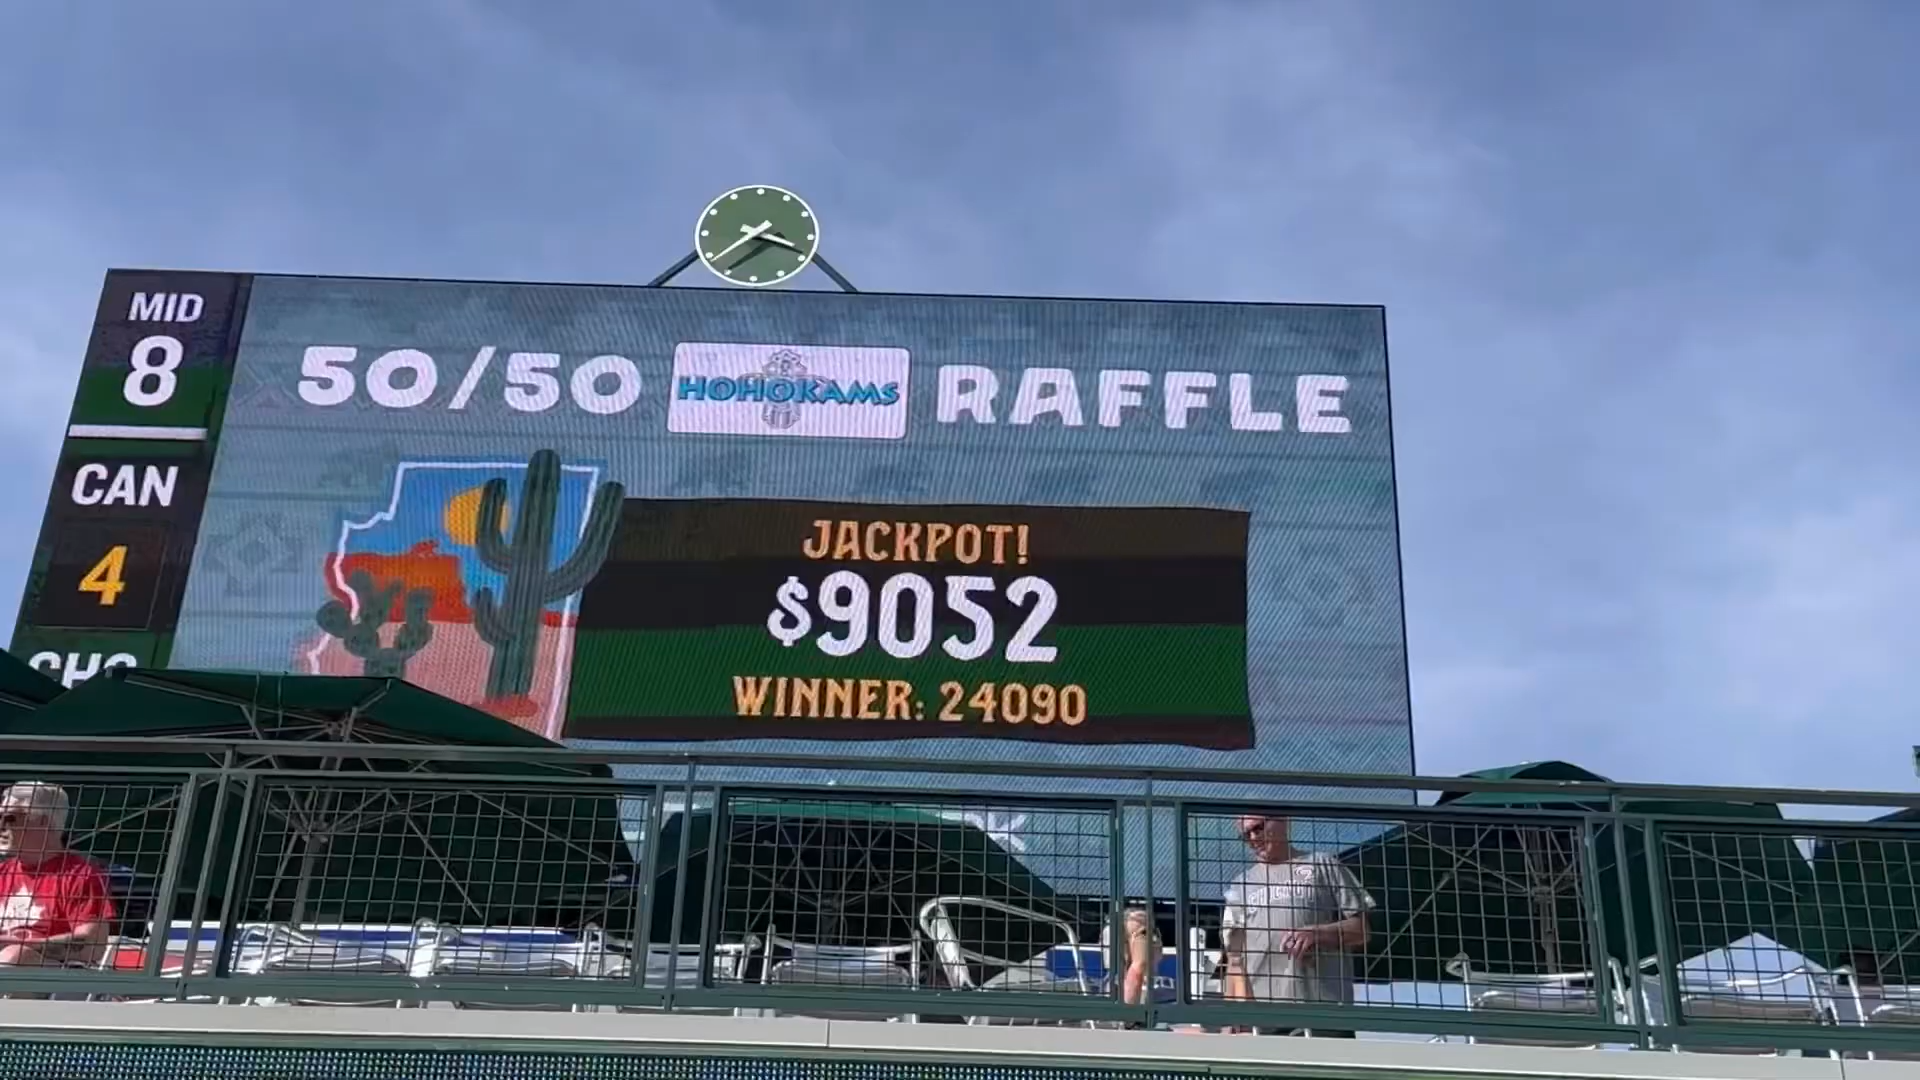 MID
8
CAN
4
50/50 HOHOKAMS RAFFLE
JACKPOT!
$9052
WINNER: 24090